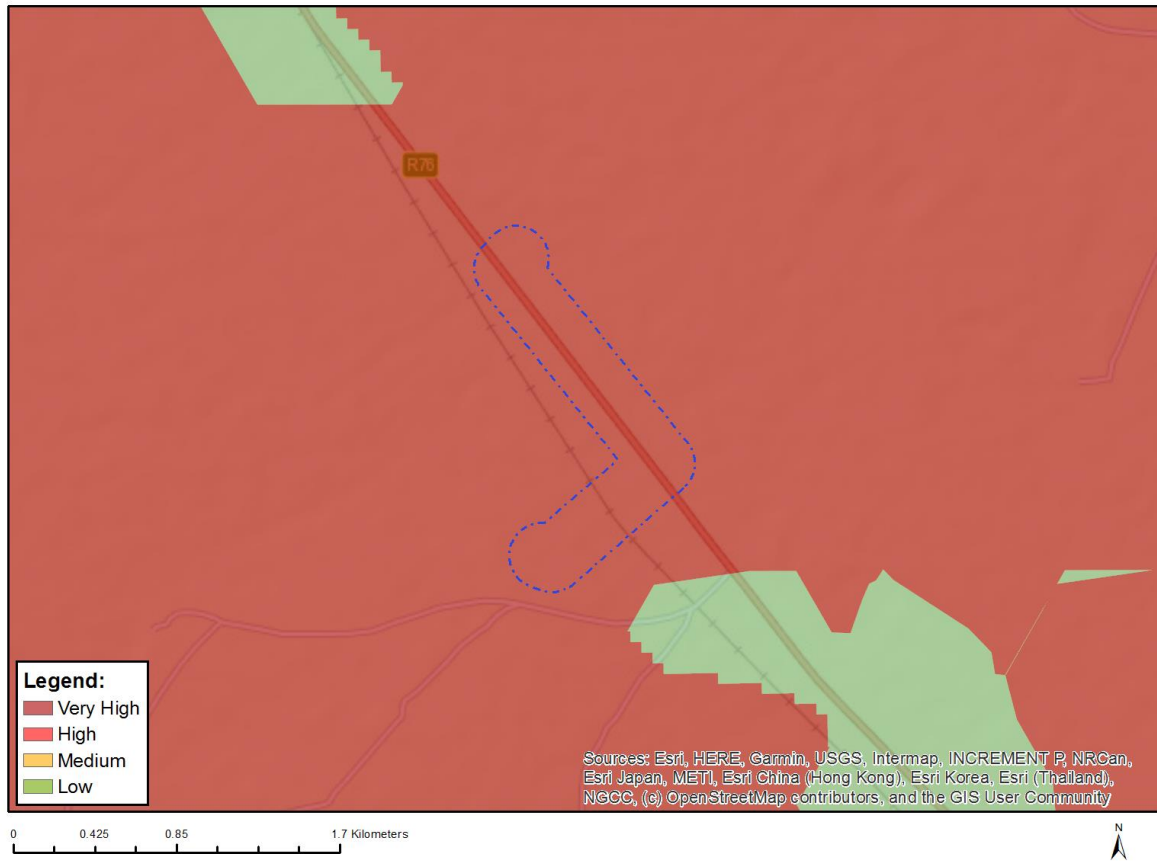 R76
Legend:
Very High
High
Medium
Low
Sources: Esri, HERE, Garmin, USGS, Intermap, INCREMENT P, NRCan,
Esri Japan, METI, Esri China (Hong Kong), Esri Korea, Esri (Thailand),
NGCC, (c) OpenStreetMap contributors, and the GIS User Community
0 0.425 0.85 1.7 Kilometers
N